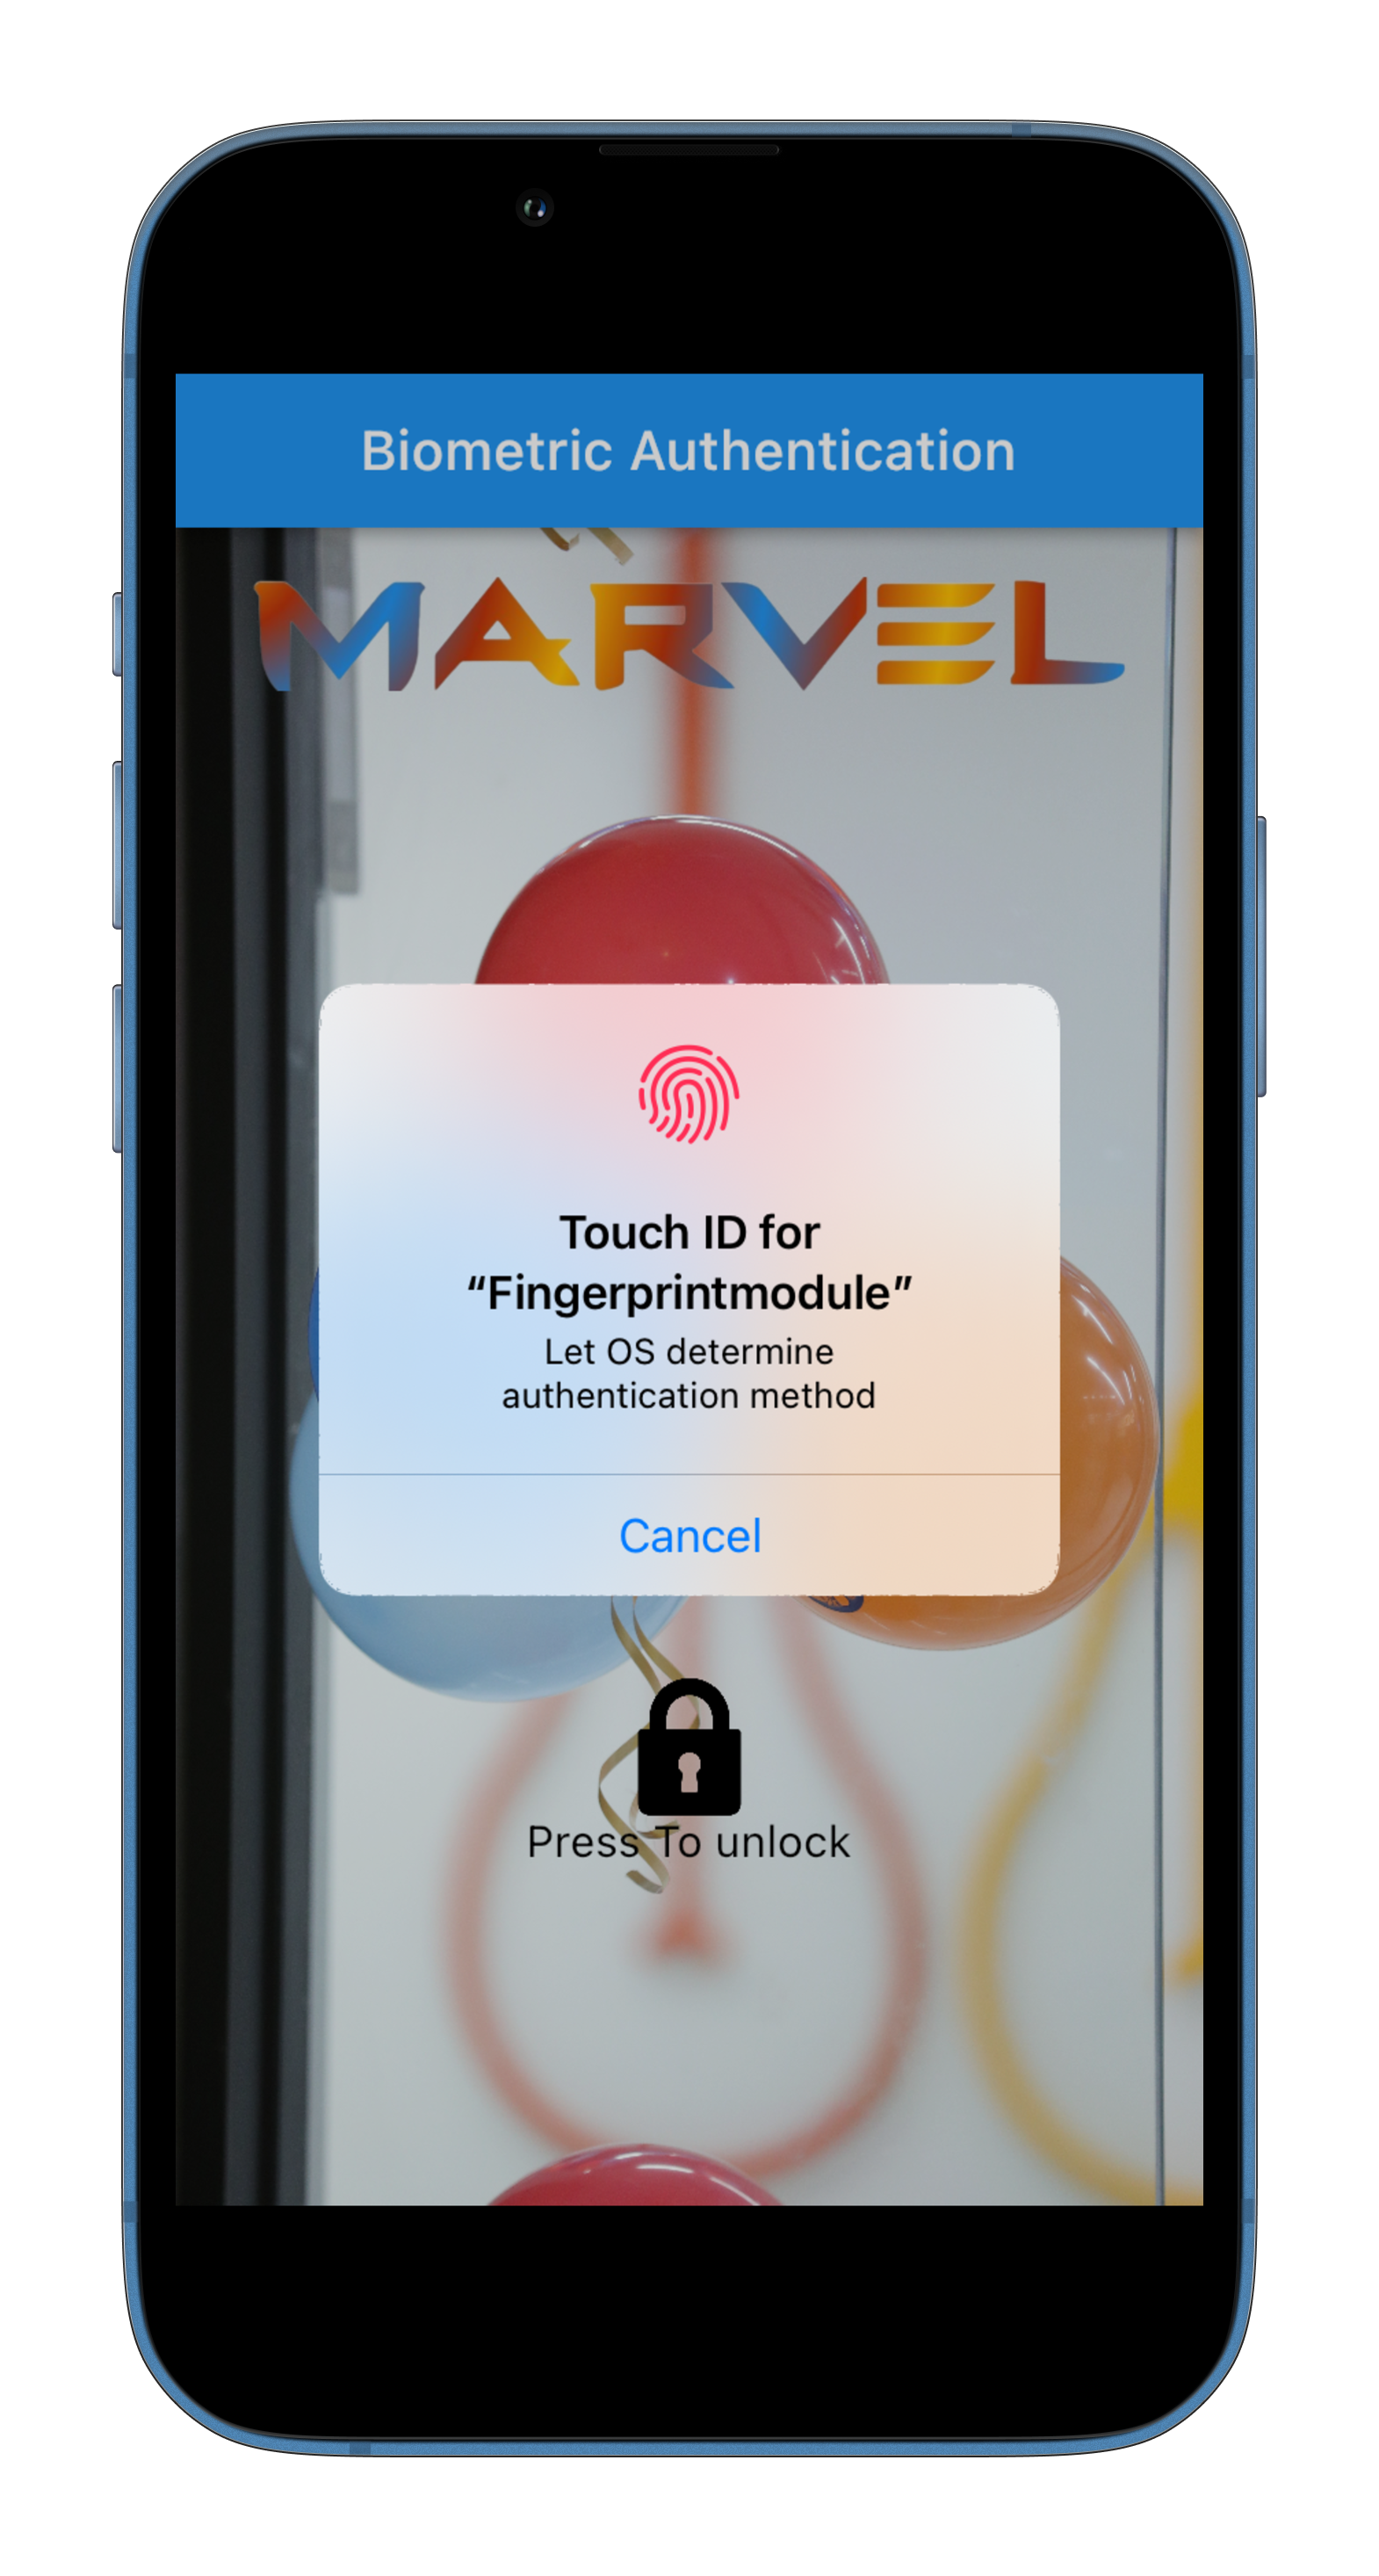 Biometric Authentication
MARVEL
Touch ID for
“Fingerprintmodule”
Let OS determine
authentication method
Cancel
Press To unlock